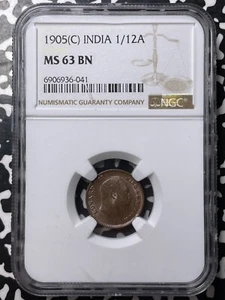 1905(C) INDIA 1/12A
MS 63 BN
6906936-041
NUMISMATIC GUARANTY COMPANY
NGC